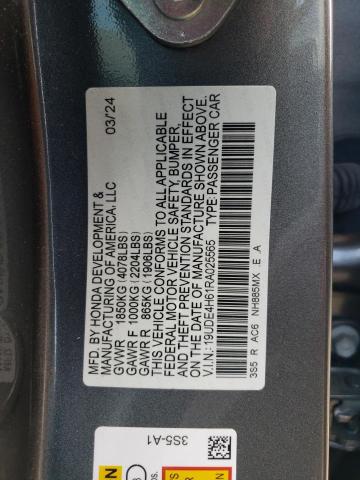 MFD. BY HONDA DEVELOPMENT & 03/24
MANUFACTURING OF AMERICA, LLC
GVWR 1850KG (4078LBS)
GAWR F 1000KG (2204LBS)
GAWR R 865KG (1906LBS)
THIS VEHICLE CONFORMS TO ALL APPLICABLE
FEDERAL MOTOR VEHICLE SAFETY, BUMPER,
AND THEFT PREVENTION STANDARDS IN EFFECT
ON THE DATE OF MANUFACTURE SHOWN ABOVE.
V.I.N.: 19UDE4H61RA025665 TYPE: PASSENGER CAR
3S5 R AC6 NH885MX E A
3S5-A1